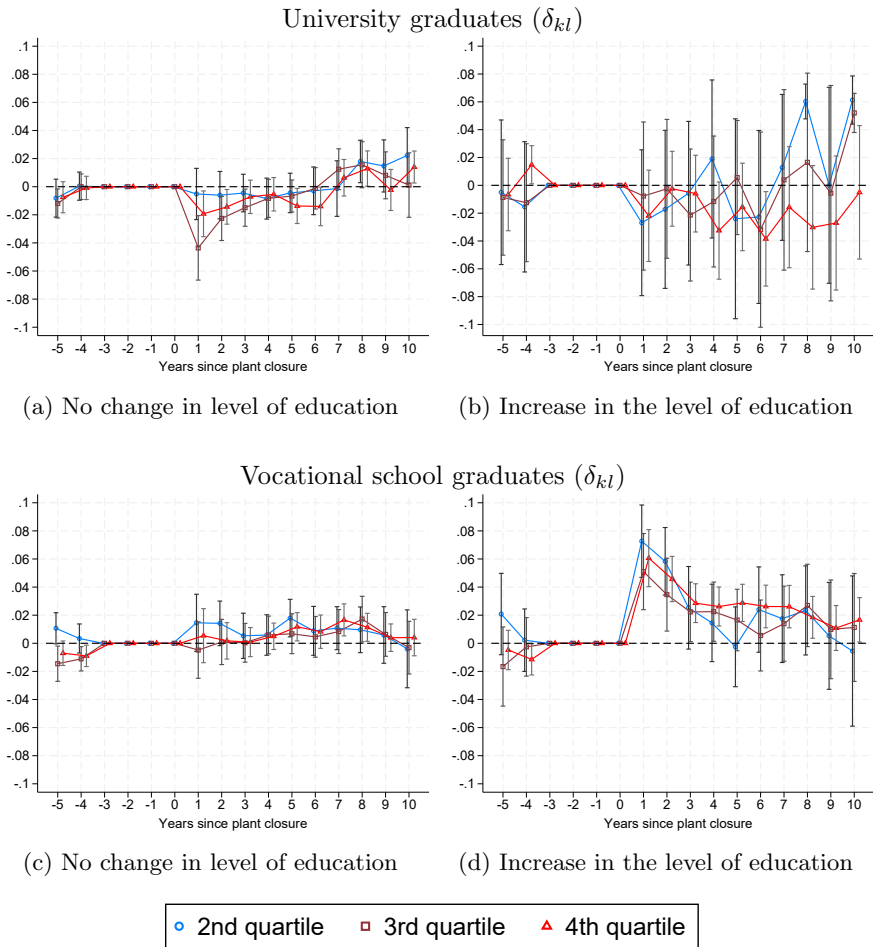 University graduates (δkl)
.1
.08
.06
.04
.02
0
-.02
-.04
-.06
-.08
-.1
-5 -4 -3 -2 -1 0 1 2 3 4 5 6 7 8 9 10
Years since plant closure
(a) No change in level of education
.1
.08
.06
.04
.02
0
-.02
-.04
-.06
-.08
-.1
-5 -4 -3 -2 -1 0 1 2 3 4 5 6 7 8 9 10
Years since plant closure
(b) Increase in the level of education
Vocational school graduates (δkl)
.1
.08
.06
.04
.02
0
-.02
-.04
-.06
-.08
-.1
-5 -4 -3 -2 -1 0 1 2 3 4 5 6 7 8 9 10
Years since plant closure
(c) No change in level of education
.1
.08
.06
.04
.02
0
-.02
-.04
-.06
-.08
-.1
-5 -4 -3 -2 -1 0 1 2 3 4 5 6 7 8 9 10
Years since plant closure
(d) Increase in the level of education
2nd quartile 3rd quartile 4th quartile